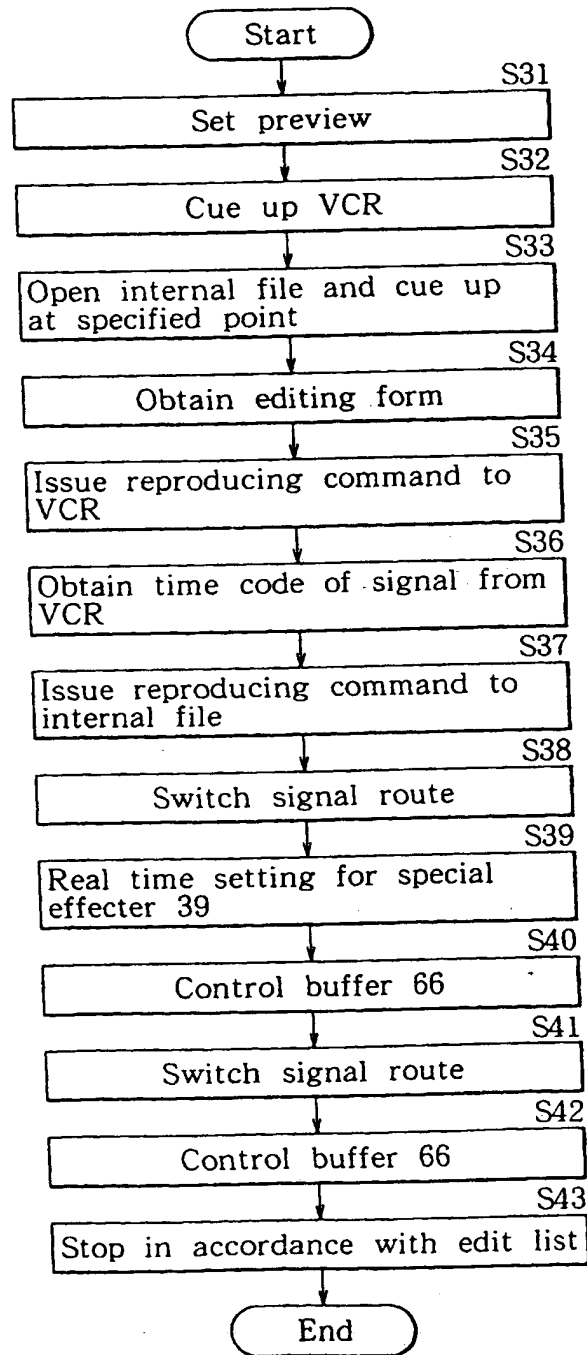 Start
S31
Set preview
S32
Cue up VCR
S33
Open internal file and cue up
at specified point
S34
Obtain editing form
S35
Issue reproducing command to
VCR
S36
Obtain time code of signal from
VCR
S37
Issue reproducing command to
internal file
S38
Switch signal route
S39
Real time setting for special
effecter 39
S40
Control buffer 66
S41
Switch signal route
S42
Control buffer 66
S43
Stop in accordance with edit list
End